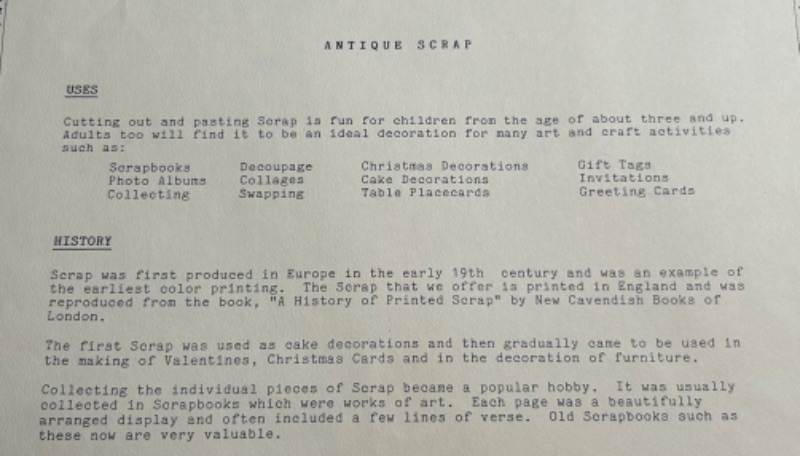 ANTIQUE SCRAP
USES
Cutting out and pasting Scrap is fun for children from the age of about three and up.
Adults too will find it to be an ideal decoration for many art and craft activities
such as:
Scrapbooks Decoupage Christmas Decorations Gift Tags
Photo Albums Collages Cake Decorations Invitations
Collecting Swapping Table Placecards Greeting Cards
HISTORY
Scrap was first produced in Europe in the early 19th century and was an example of
the earliest color printing. The Scrap that we offer is printed in England and was
reproduced from the book, "A History of Printed Scrap" by New Cavendish Books of
London.
The first Scrap was used as cake decorations and then gradually came to be used in
the making of Valentines, Christmas Cards and in the decoration of furniture.
Collecting the individual pieces of Scrap became a popular hobby. It was usually
collected in Scrapbooks which were works of art. Each page was a beautifully
arranged display and often included a few lines of verse. Old Scrapbooks such as
these now are very valuable.